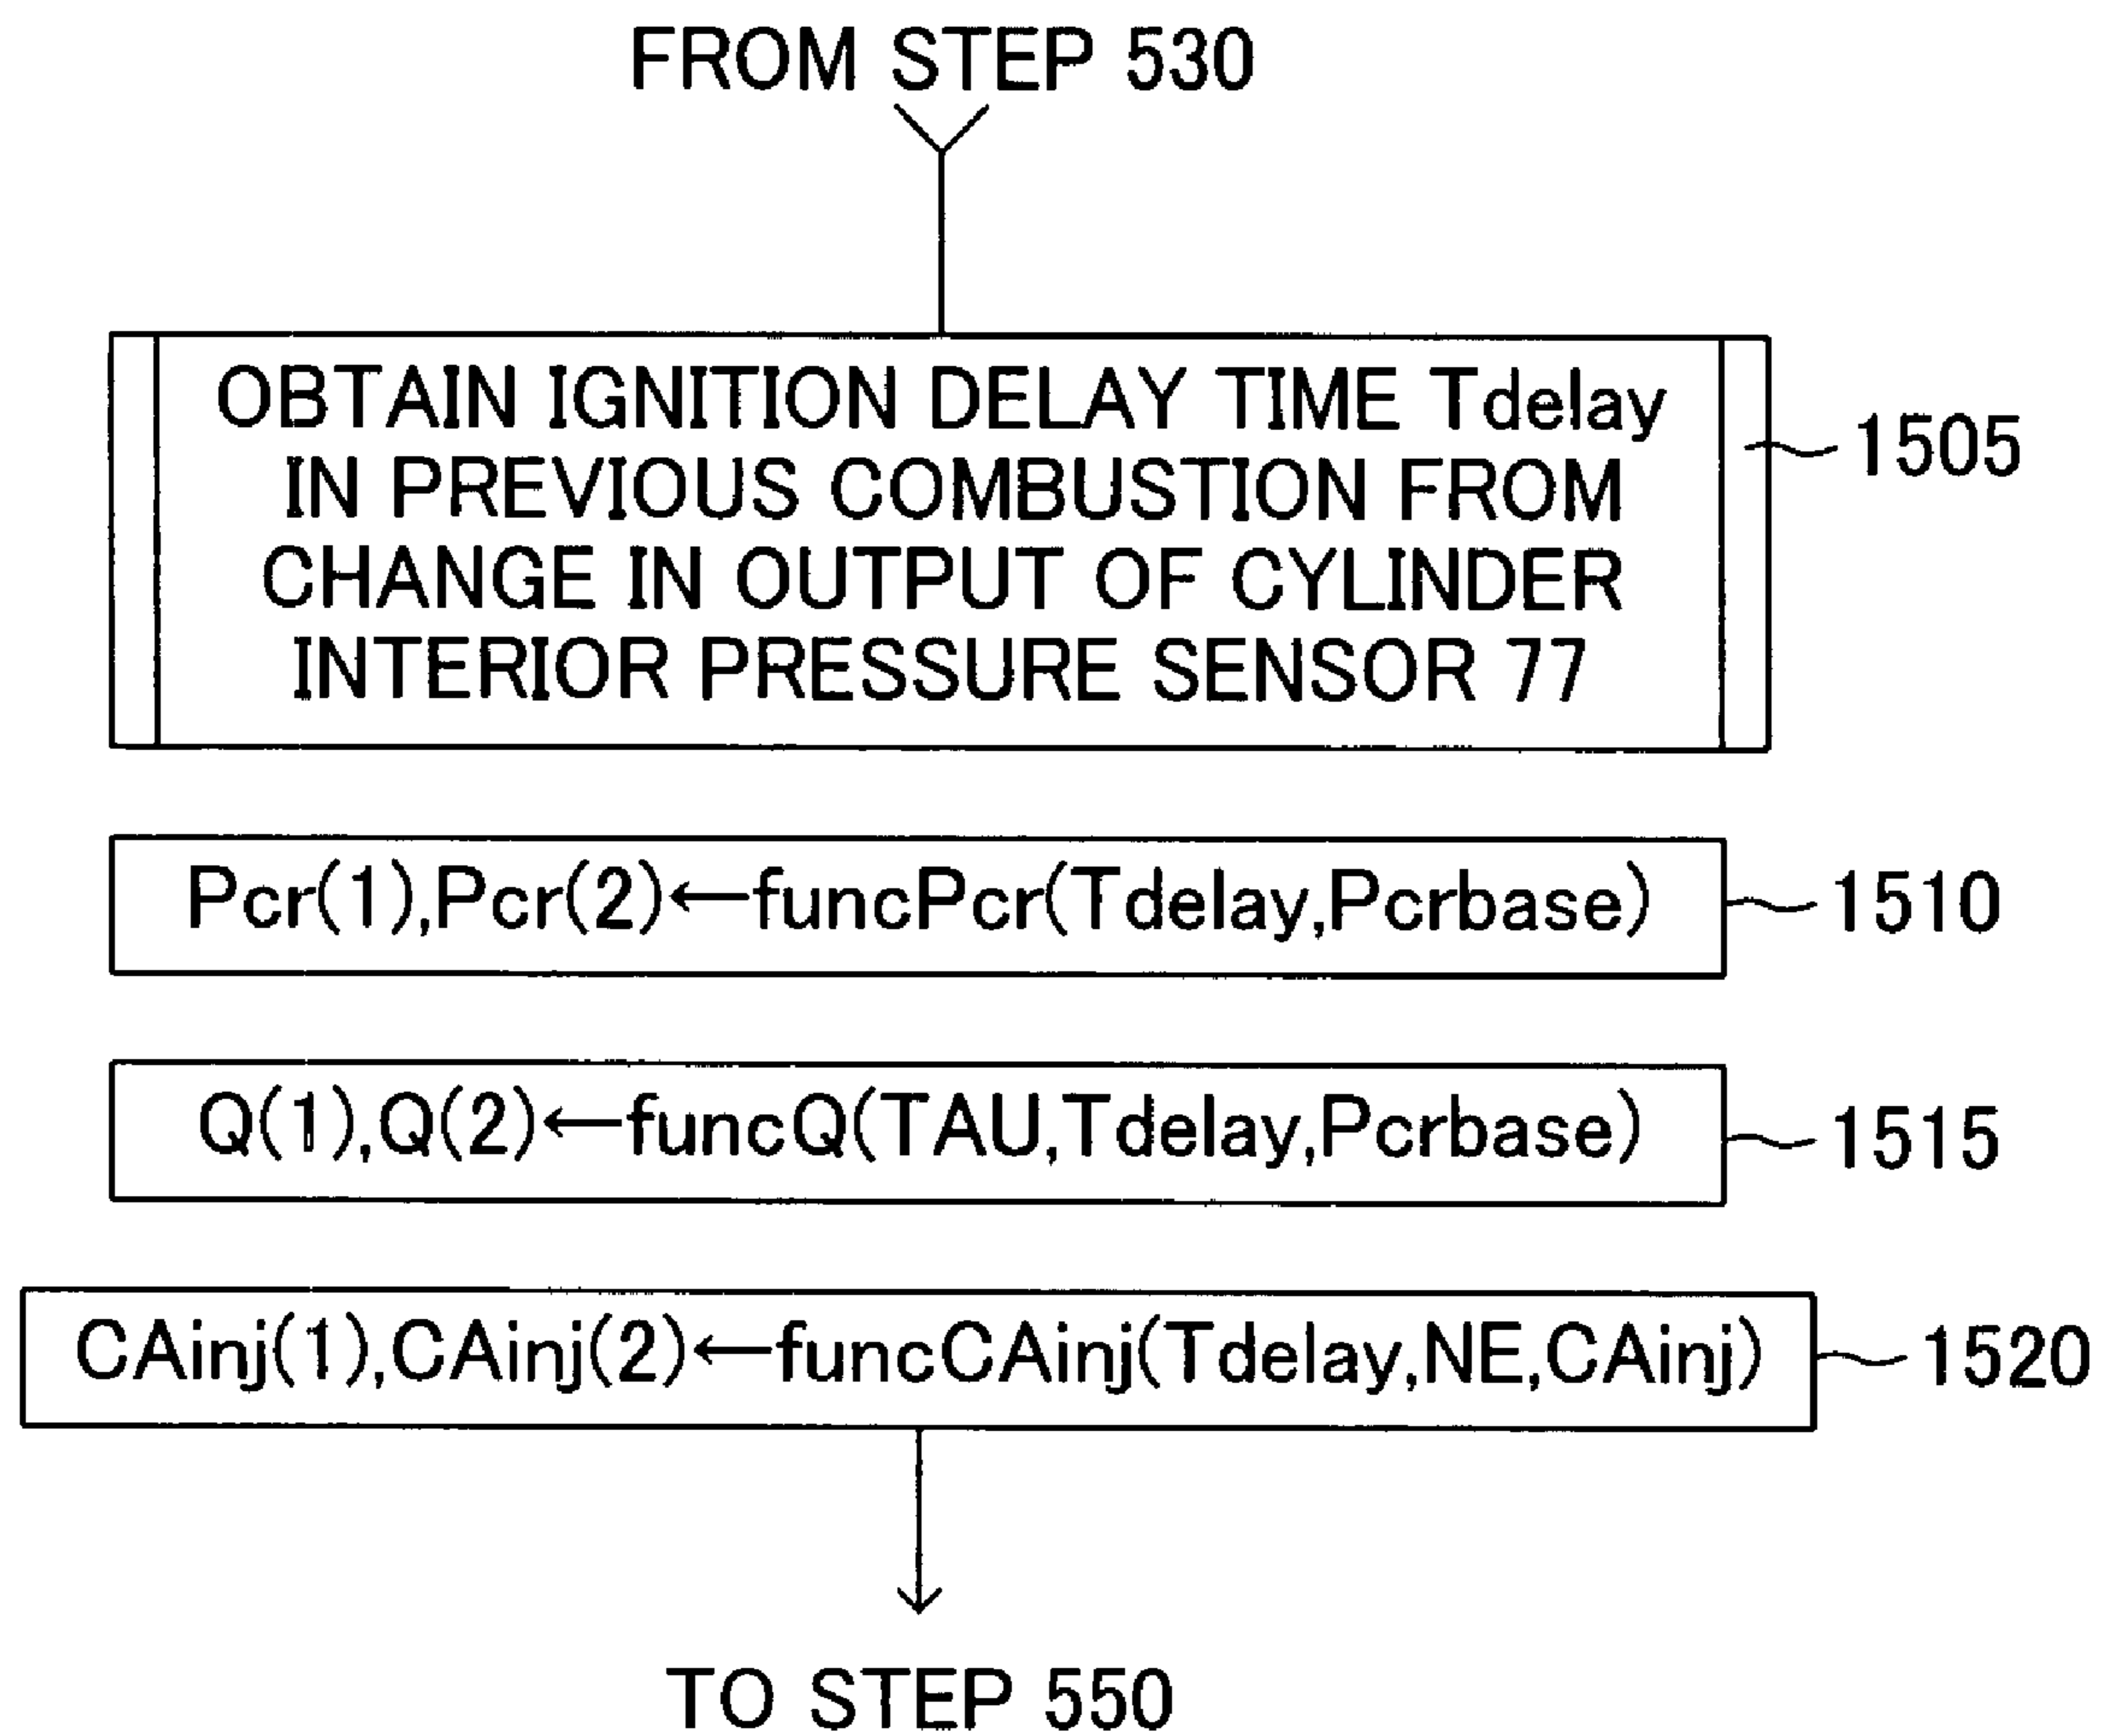 FROM STEP 530
OBTAIN IGNITION DELAY TIME Tdelay
IN PREVIOUS COMBUSTION FROM
CHANGE IN OUTPUT OF CYLINDER
INTERIOR PRESSURE SENSOR 77
1505
Pcr(1),Pcr(2)←funcPcr(Tdelay,Pcrbase)
1510
Q(1),Q(2)←funcQ(TAU,Tdelay,Pcrbase)
1515
CAinj(1),CAinj(2)←funcCAinj(Tdelay,NE,CAinj)
1520
TO STEP 550